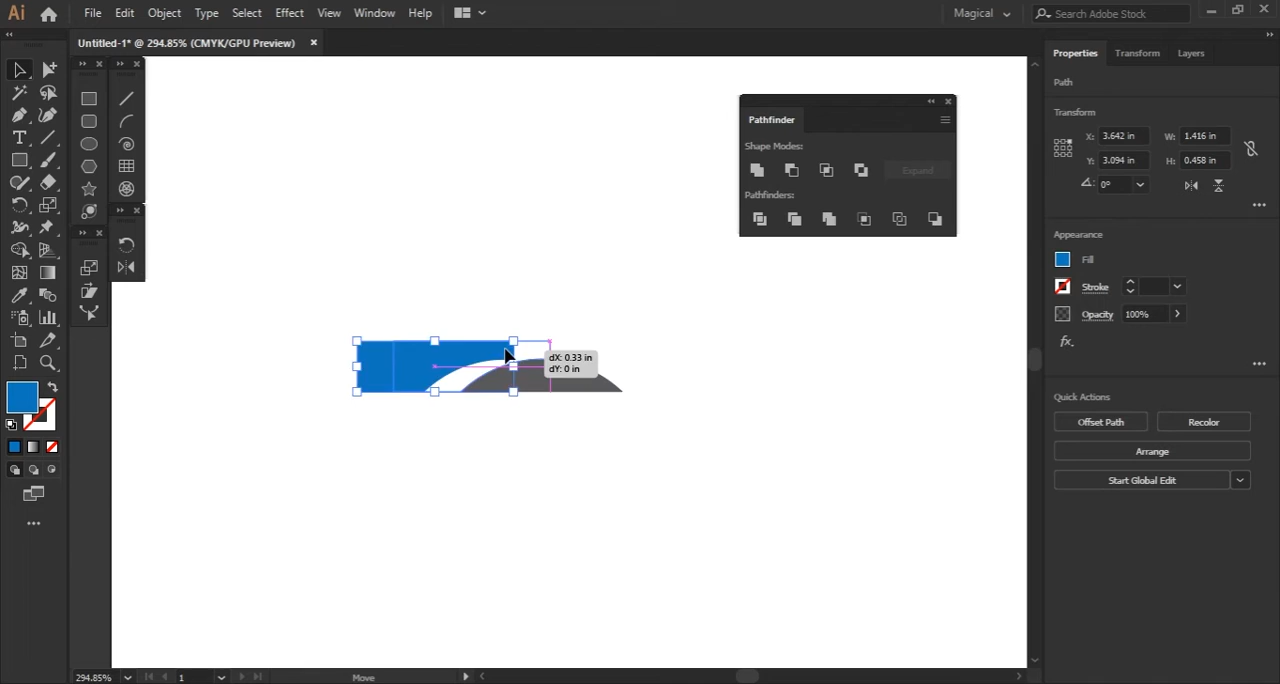 Ai
File Edit Object Type Select Effect View Window Help
Magical
Search Adobe Stock
Untitled-1* @ 294.85% (CMYK/GPU Preview)
Properties Transform Layers
Path
Transform
X: 3.642 in W: 1.416 in
Y: 3.094 in H: 0.458 in
0°
Appearance
Fill
Stroke
Opacity 100%
fx.
Quick Actions
Offset Path Recolor
Arrange
Start Global Edit
Pathfinder
Shape Modes:
Expand
Pathfinders:
dX: 0.33 in
dY: 0 in
294.85% 1 Move